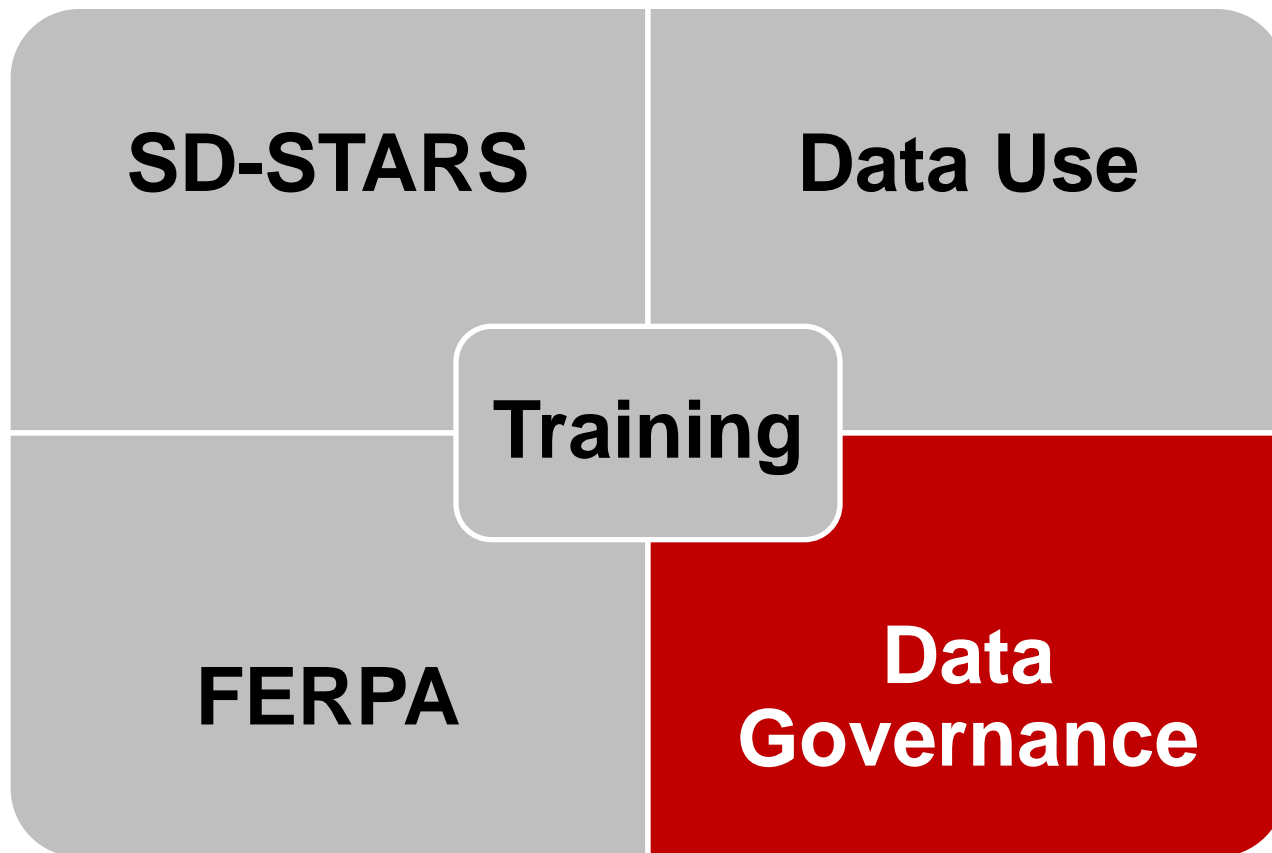 SD-STARS
Data Use
Training
FERPA
Data
Governance